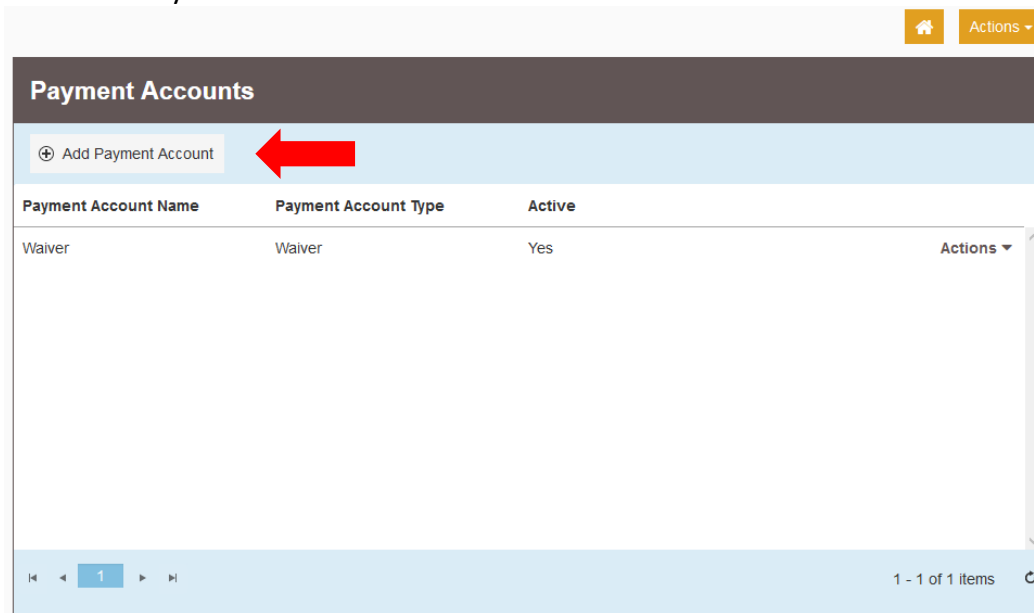 Actions
Payment Accounts
Add Payment Account
Payment Account Name Payment Account Type Active
Waiver Waiver Yes Actions
1 1 - 1 of 1 items